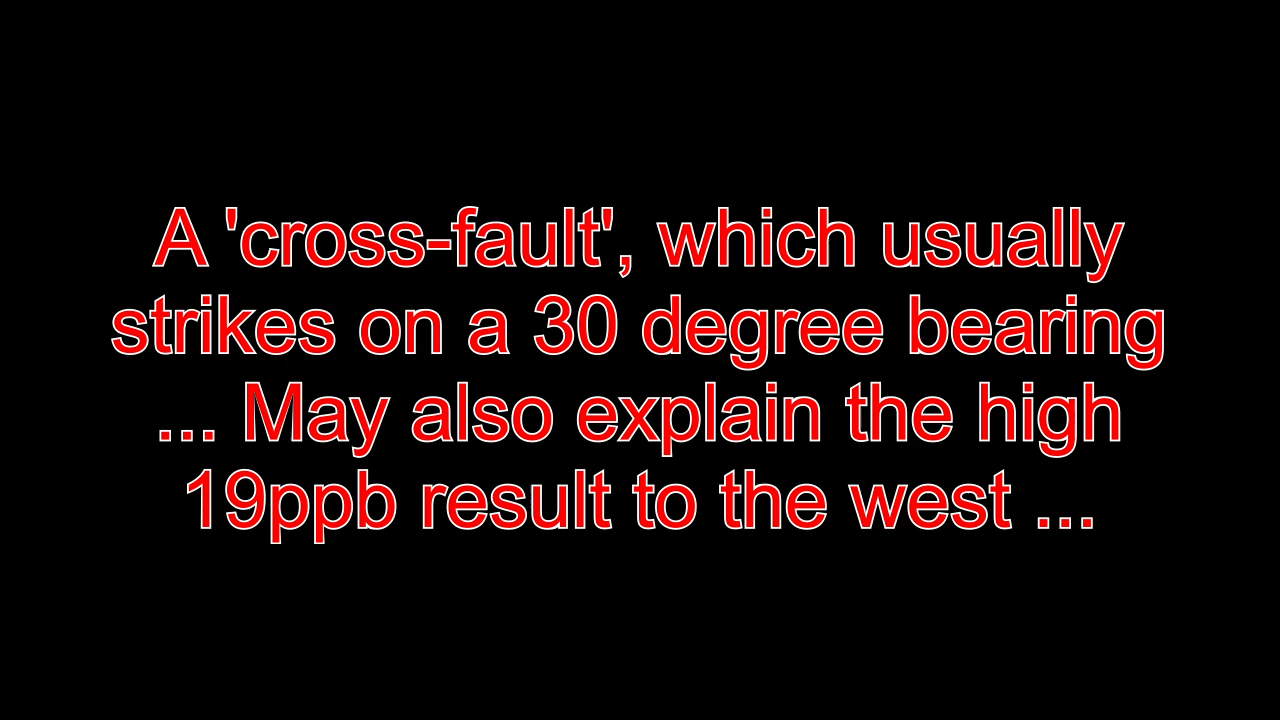 A 'cross-fault', which usually
strikes on a 30 degree bearing
... May also explain the high
19ppb result to the west ...